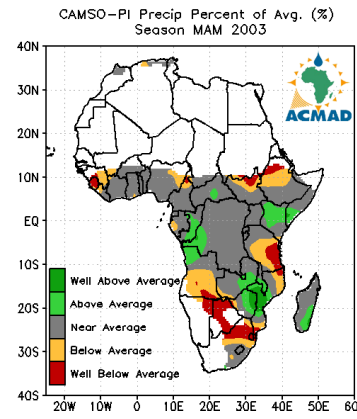 CAMSO-PI Precip Percent of Avg. (%)
Season MAM 2003
ACMAD
40N
30N
20N
10N
EQ
10S
20S
30S
40S
Well Above Average
Above Average
Near Average
Below Average
Well Below Average
20W 10W 0 10E 20E 30E 40E 50E 60